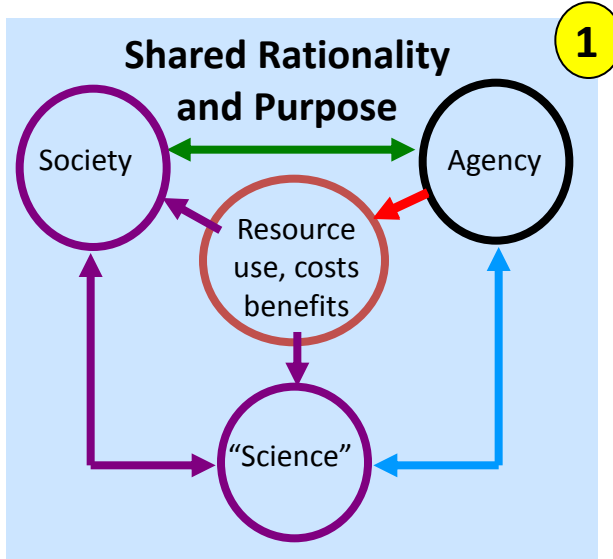 1
Shared Rationality
and Purpose
Society
Agency
Resource
use, costs
benefits
“Science”